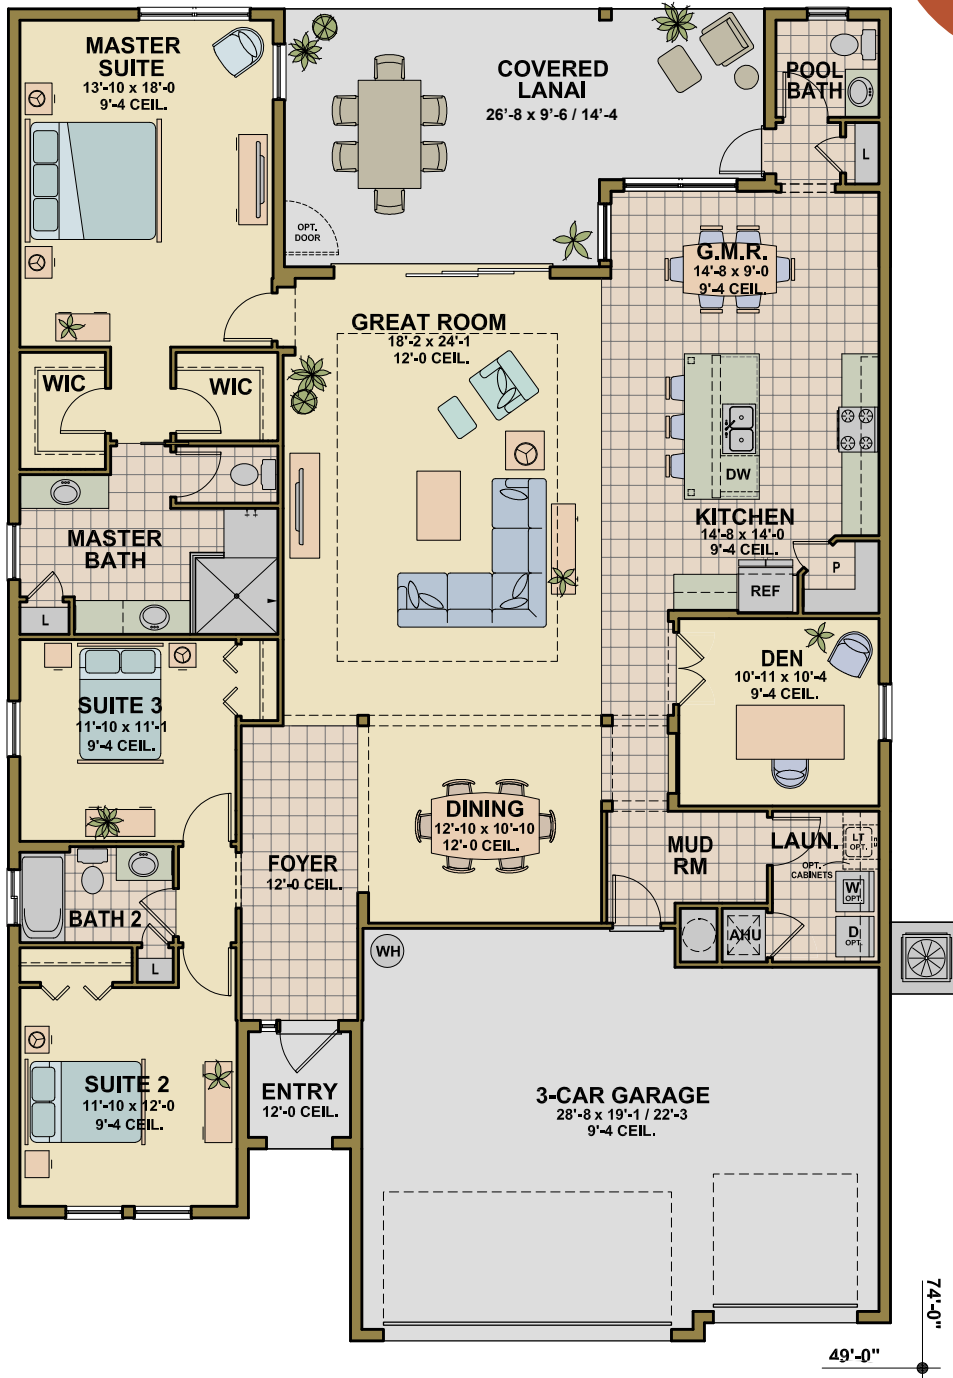 MASTER
SUITE
13'-10 x 18'-0
9'-4 CEIL.
COVERED
LANAI
26'-8 x 9'-6 / 14'-4
POOL
BATH
L
OPT.
DOOR
G.M.R.
14'-8 x 9'-0
9'-4 CEIL.
GREAT ROOM
18'-2 x 24'-1
12'-0 CEIL.
WIC
WIC
DW
KITCHEN
14'-8 x 14'-0
9'-4 CEIL.
MASTER
BATH
P
REF
L
DEN
10'-11 x 10'-4
9'-4 CEIL.
SUITE 3
11'-10 x 11'-1
9'-4 CEIL.
DINING
12'-10 x 10'-10
12'-0 CEIL.
FOYER
12'-0 CEIL.
MUD
RM
LAUN.
LT
OPT.
OPT.
CABINETS
W
OPT.
D
OPT.
AHU
BATH 2
L
WH
SUITE 2
11'-10 x 12'-0
9'-4 CEIL.
ENTRY
12'-0 CEIL.
3-CAR GARAGE
28'-8 x 19'-1 / 22'-3
9'-4 CEIL.
74'-0"
49'-0"